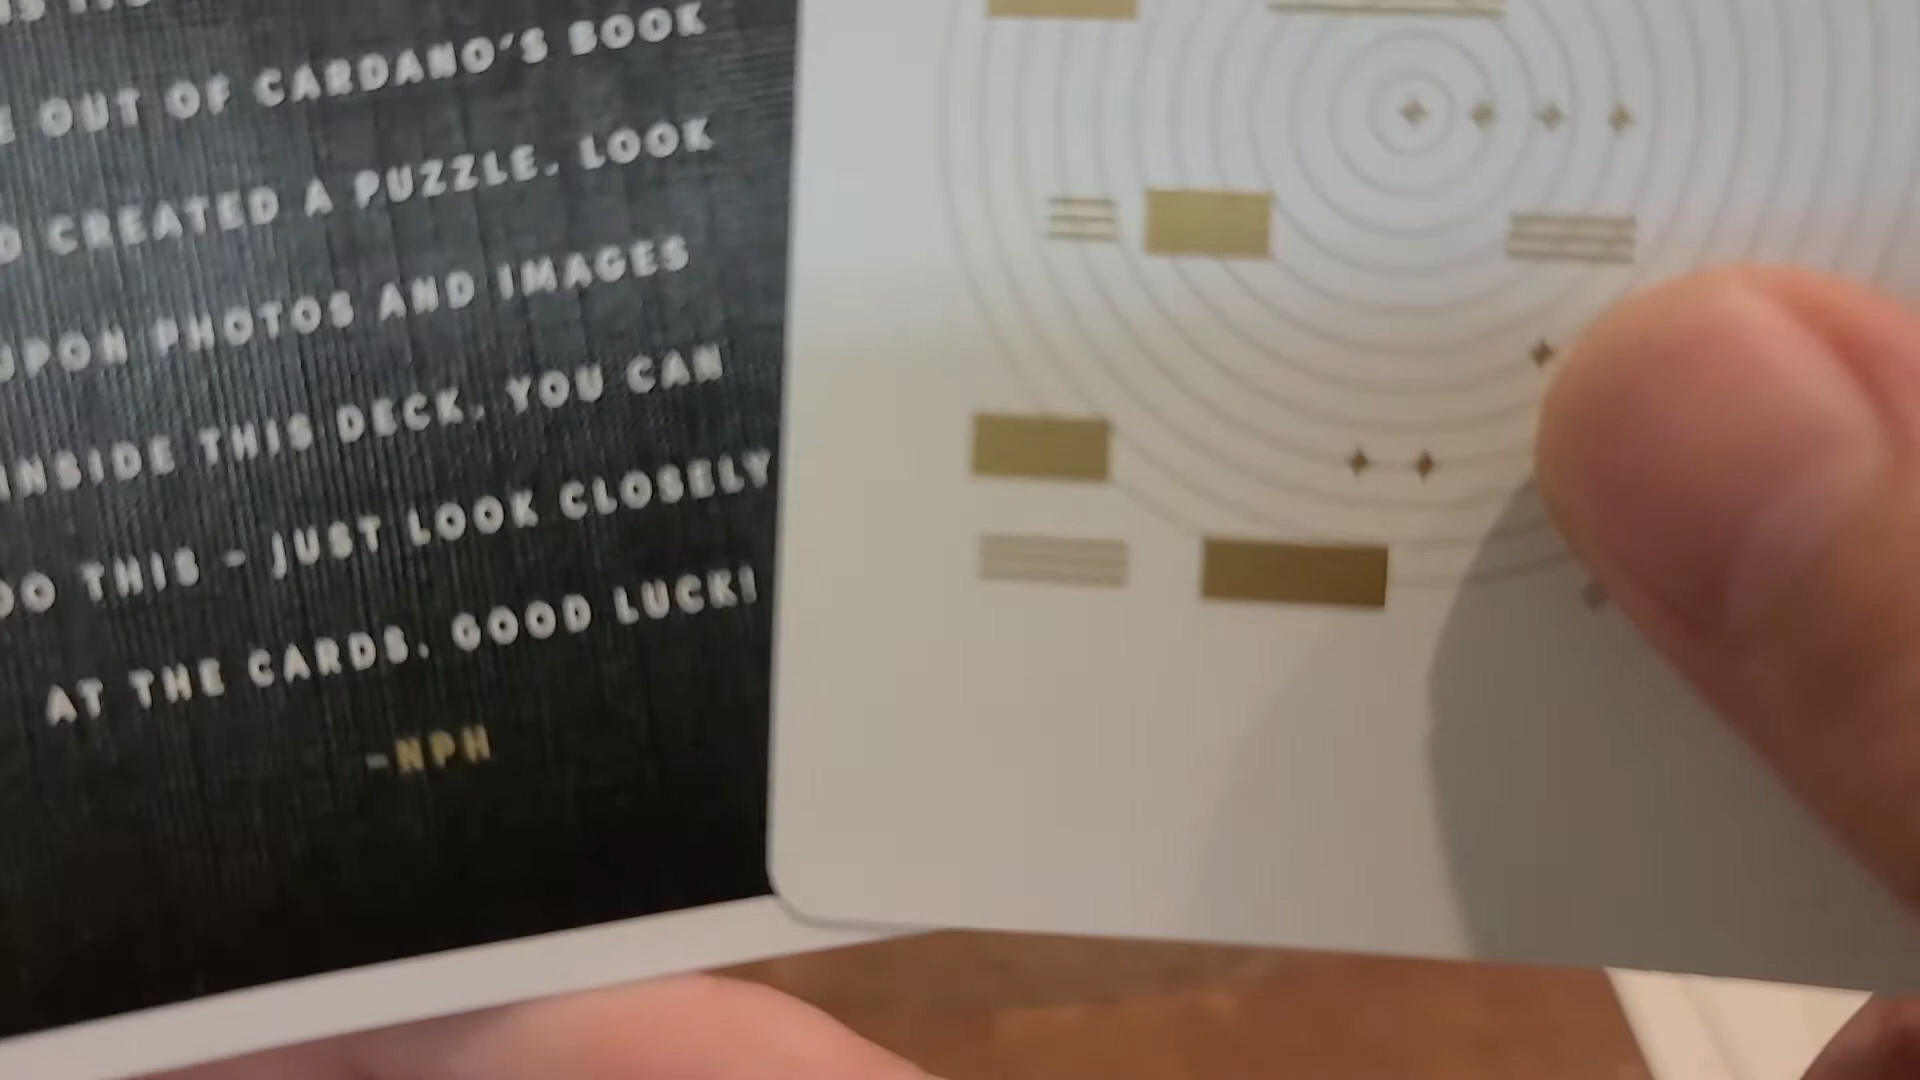 OUT OF CARDANO'S BOOK
CREATED A PUZZLE. LOOK
UPON PHOTOS AND IMAGES
INSIDE THIS DECK. YOU CAN
DO THIS - JUST LOOK CLOSELY
AT THE CARDS. GOOD LUCK!
-NPH